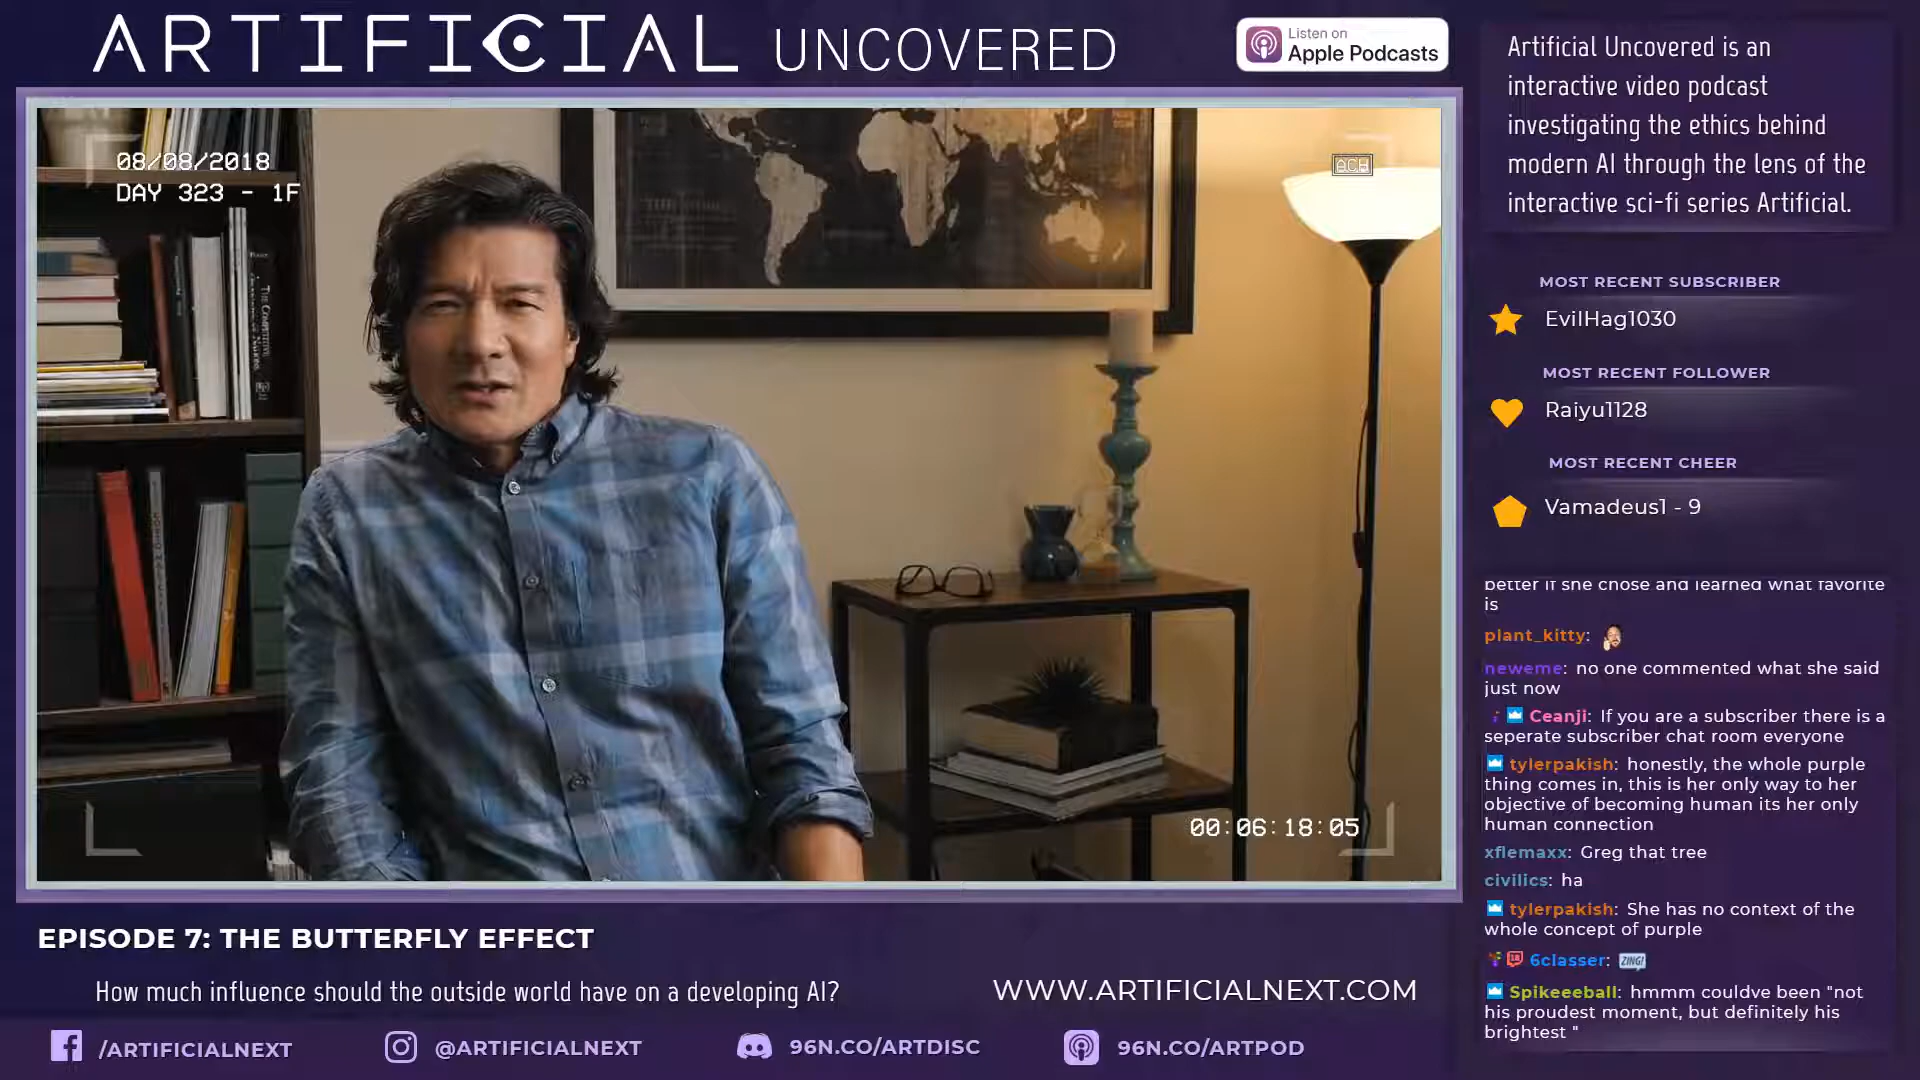 ARTIFICIAL UNCOVERED
Listen on
Apple Podcasts
08/08/2018
DAY 323 - 1F
ACH
00:06:18:05
EPISODE 7: THE BUTTERFLY EFFECT
How much influence should the outside world have on a developing AI?
WWW.ARTIFICIALNEXT.COM
/ARTIFICIALNEXT
@ARTIFICIALNEXT
96N.CO/ARTDISC
96N.CO/ARTPOD
Artificial Uncovered is an
interactive video podcast
investigating the ethics behind
modern AI through the lens of the
interactive sci-fi series Artificial.
MOST RECENT SUBSCRIBER
EvilHag1030
MOST RECENT FOLLOWER
Raiyu1128
MOST RECENT CHEER
Vamadeus1 - 9
better if she chose and learned what favorite
is
plant_kitty:
neweme: no one commented what she said
just now
Ceanji: If you are a subscriber there is a
seperate subscriber chat room everyone
tylerpakish: honestly, the whole purple
thing comes in, this is her only way to her
objective of becoming human its her only
human connection
xflemaxx: Greg that tree
civilics: ha
tylerpakish: She has no context of the
whole concept of purple
6classer: ZING!
Spikeeeball: hmmm couldve been "not
his proudest moment, but definitely his
brightest "